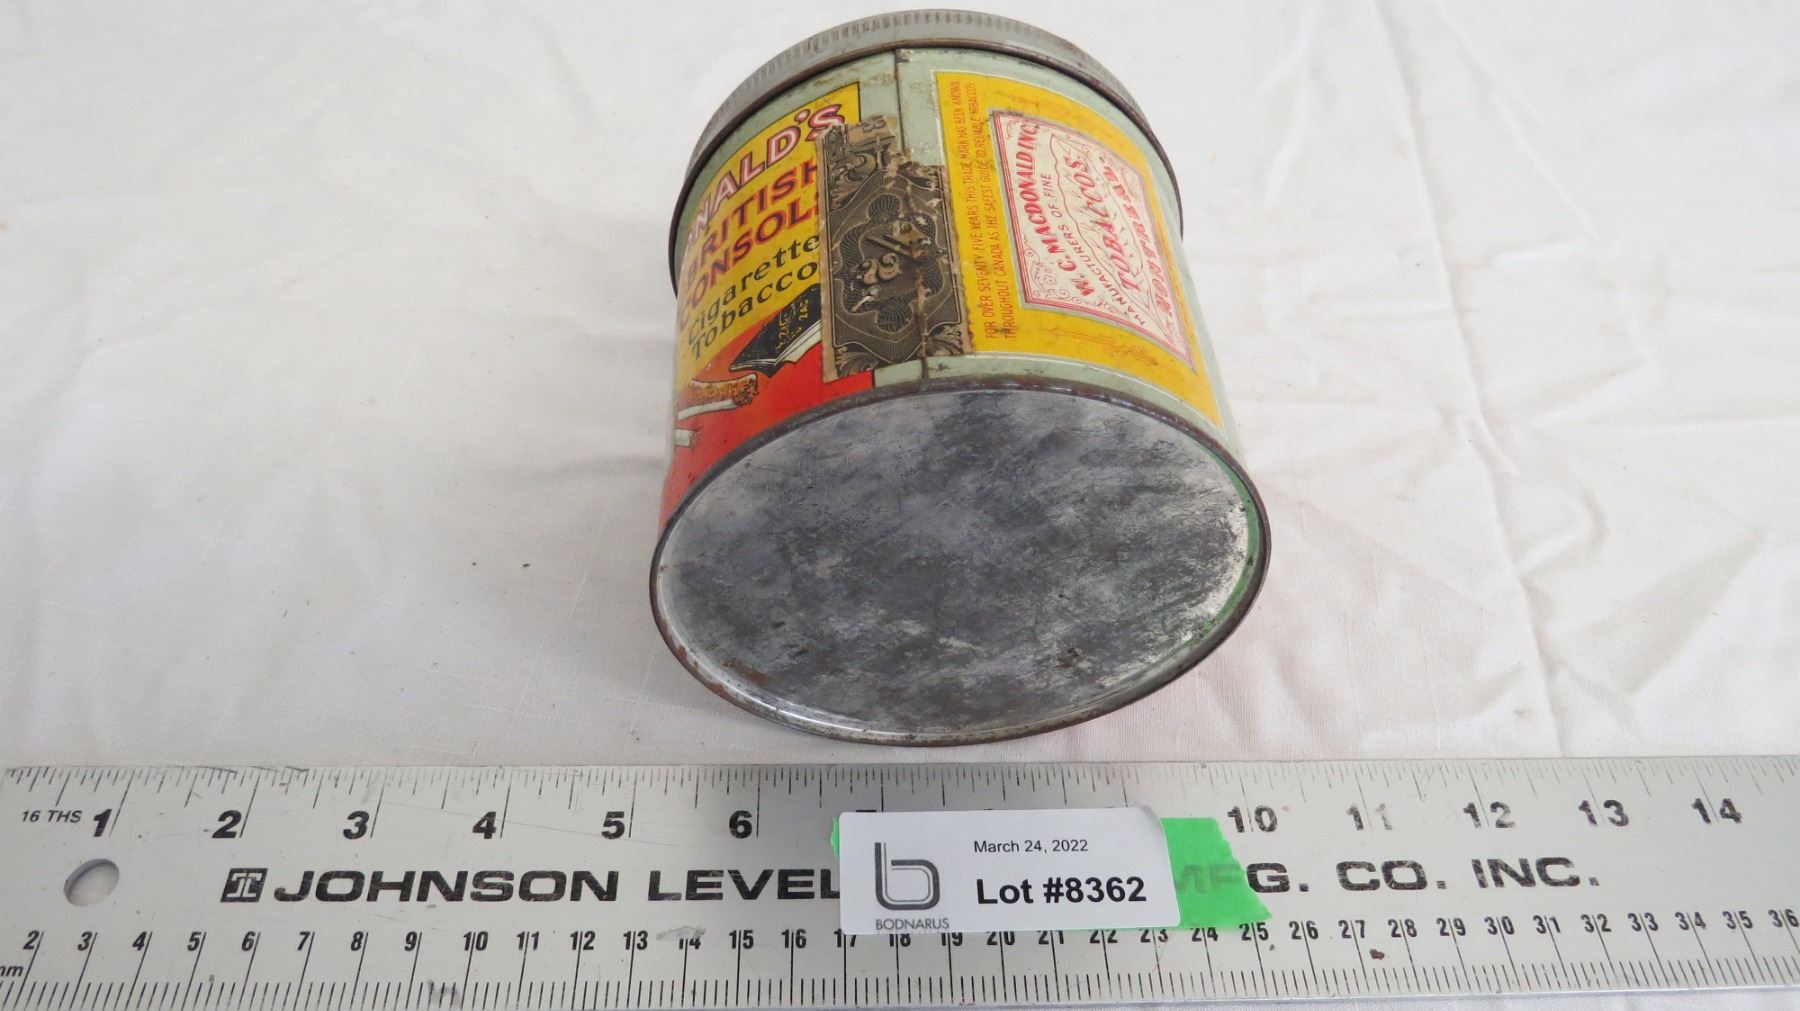 NALD'S
BRITISH
CONSOLS
Cigarette
Tobacco
FOR OVER SEVENTY FIVE YEARS THIS TRADE MARK HAS BEEN KNOWN
THROUGHOUT CANADA AS THE SAFEST GUIDE TO RELIABLE TOBACCOS
W. C. MACDONALD INC.
MANUFACTURERS OF FINE
TOBACCOS.
MONTREAL
16 THS 1 2 3 4 5 6 10 11 12 13 14
JOHNSON LEVEL MFG. CO. INC.
March 24, 2022
Lot #8362
BODNARUS
mm 2 3 4 5 6 7 8 9 10 11 12 13 14 15 16 17 18 19 20 21 22 23 24 25 26 27 28 29 30 31 32 33 34 35 36